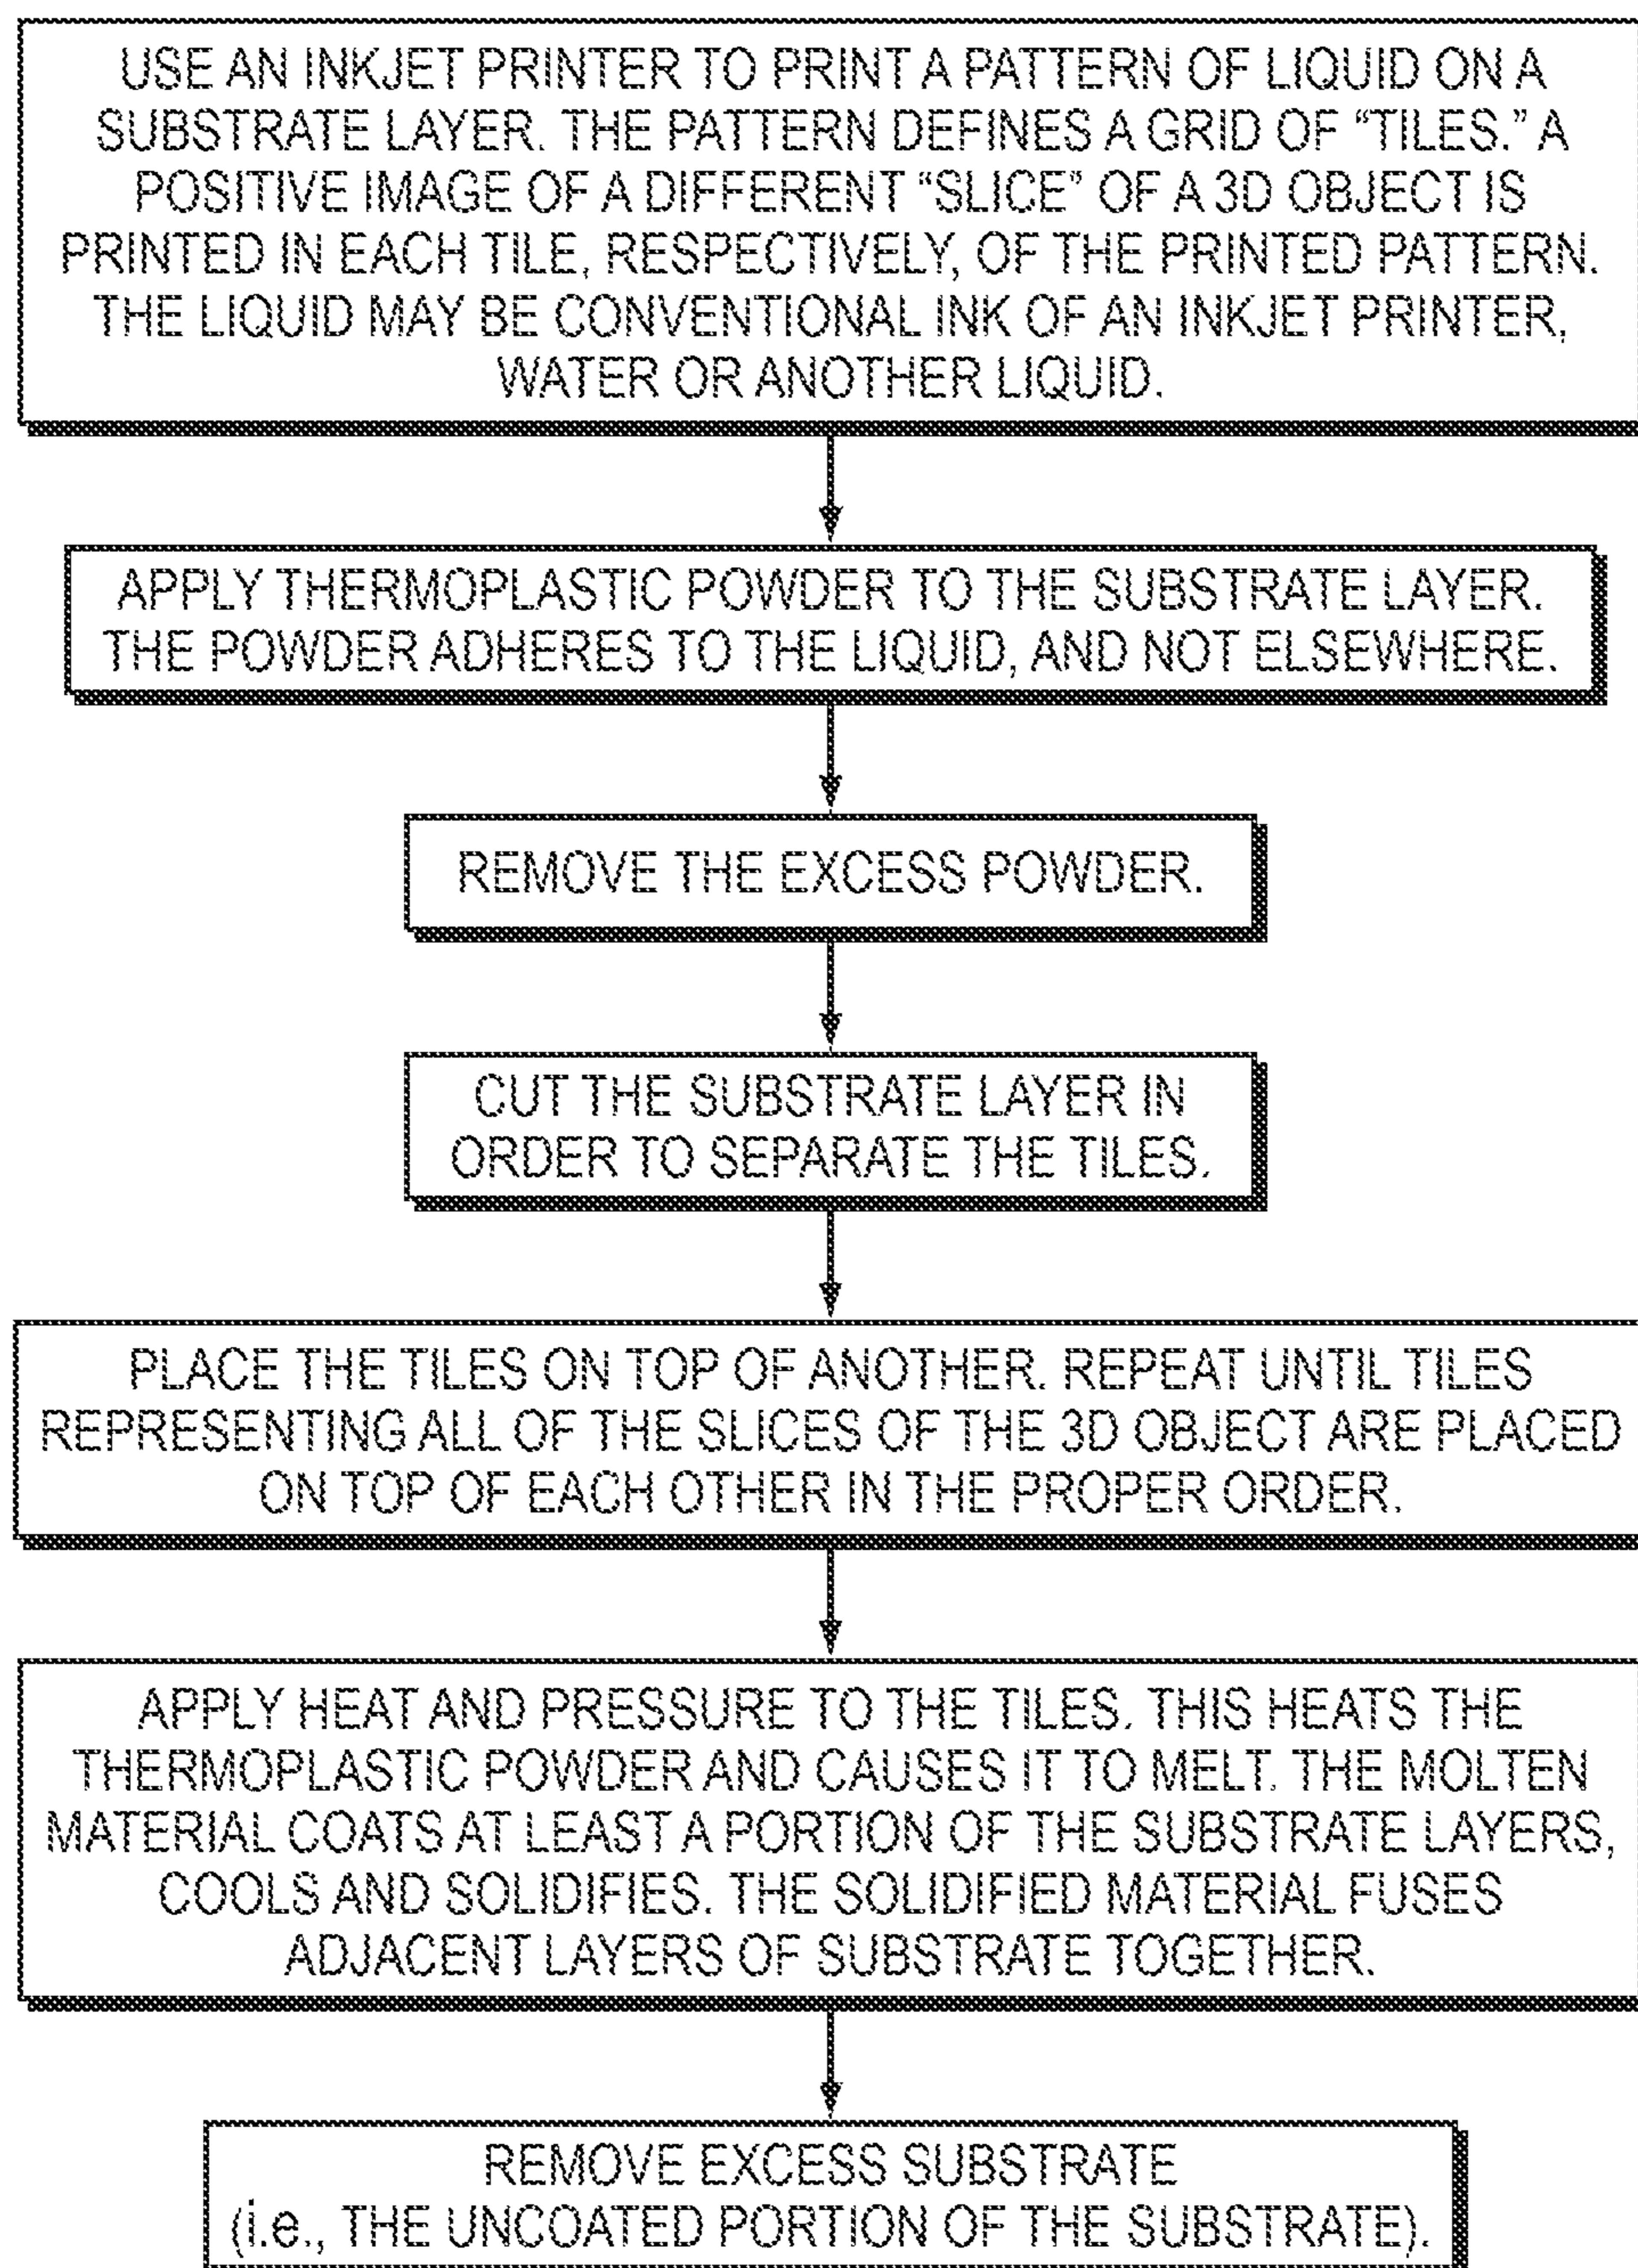 USE AN INKJET PRINTER TO PRINT A PATTERN OF LIQUID ON A
SUBSTRATE LAYER. THE PATTERN DEFINES A GRID OF “TILES.” A
POSITIVE IMAGE OF A DIFFERENT “SLICE” OF A 3D OBJECT IS
PRINTED IN EACH TILE, RESPECTIVELY, OF THE PRINTED PATTERN.
THE LIQUID MAY BE CONVENTIONAL INK OF AN INKJET PRINTER,
WATER OR ANOTHER LIQUID.
APPLY THERMOPLASTIC POWDER TO THE SUBSTRATE LAYER.
THE POWDER ADHERES TO THE LIQUID, AND NOT ELSEWHERE.
REMOVE THE EXCESS POWDER.
CUT THE SUBSTRATE LAYER IN
ORDER TO SEPARATE THE TILES.
PLACE THE TILES ON TOP OF ANOTHER. REPEAT UNTIL TILES
REPRESENTING ALL OF THE SLICES OF THE 3D OBJECT ARE PLACED
ON TOP OF EACH OTHER IN THE PROPER ORDER.
APPLY HEAT AND PRESSURE TO THE TILES. THIS HEATS THE
THERMOPLASTIC POWDER AND CAUSES IT TO MELT. THE MOLTEN
MATERIAL COATS AT LEAST A PORTION OF THE SUBSTRATE LAYERS,
COOLS AND SOLIDIFIES. THE SOLIDIFIED MATERIAL FUSES
ADJACENT LAYERS OF SUBSTRATE TOGETHER.
REMOVE EXCESS SUBSTRATE
(i.e., THE UNCOATED PORTION OF THE SUBSTRATE).